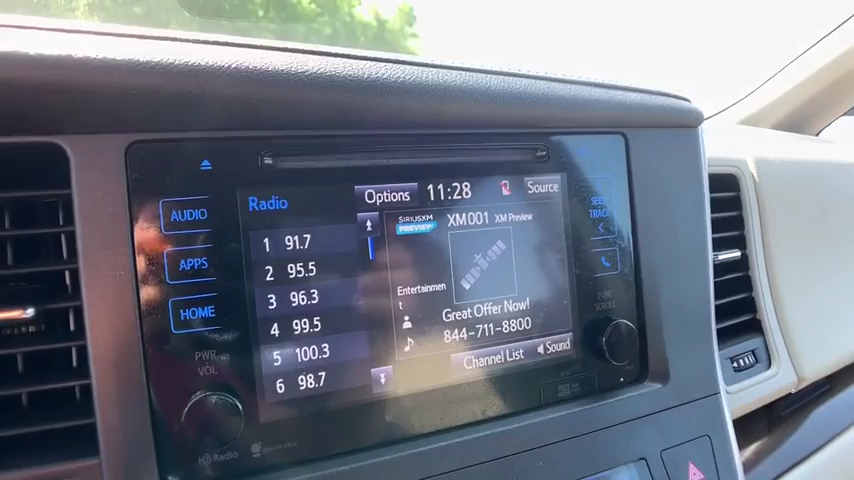 Radio
Options
11:28
Source
AUDIO
APPS
HOME
PWR
VOL
1 91.7
2 95.5
3 96.3
4 99.5
5 100.3
6 98.7
SIRIUSXM
PREVIEW
XM001 XM Preview
Entertainment
t
Great Offer Now!
844-711-8800
Channel List
Sound
SEEK
TRACK
TUNE
SCROLL
HD Radio
gracenote